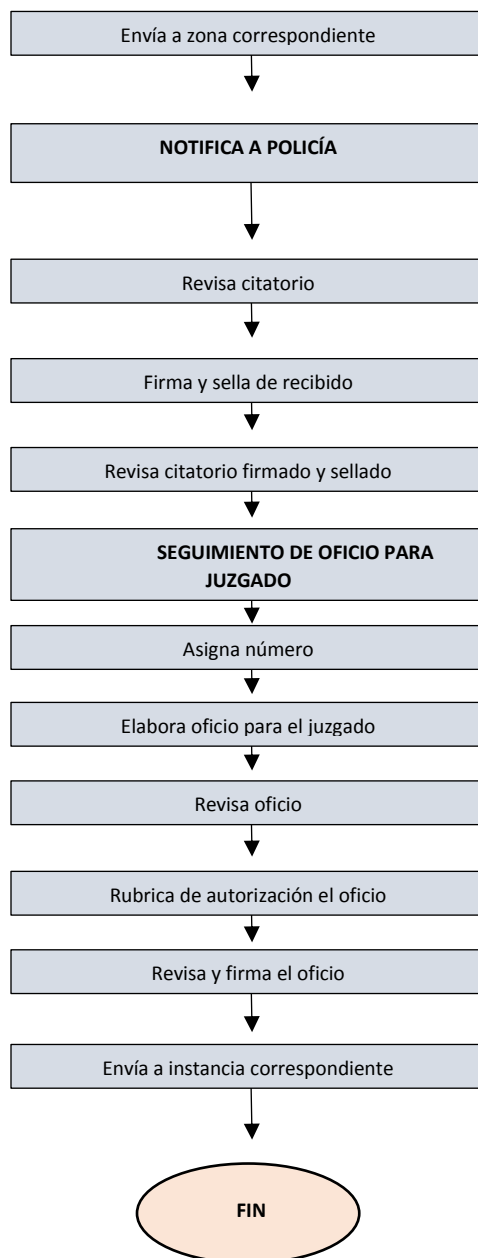 Envía a zona correspondiente
NOTIFICA A POLICÍA
Revisa citatorio
Firma y sella de recibido
Revisa citatorio firmado y sellado
SEGUIMIENTO DE OFICIO PARA
JUZGADO
Asigna número
Elabora oficio para el juzgado
Revisa oficio
Rubrica de autorización el oficio
Revisa y firma el oficio
Envía a instancia correspondiente
FIN